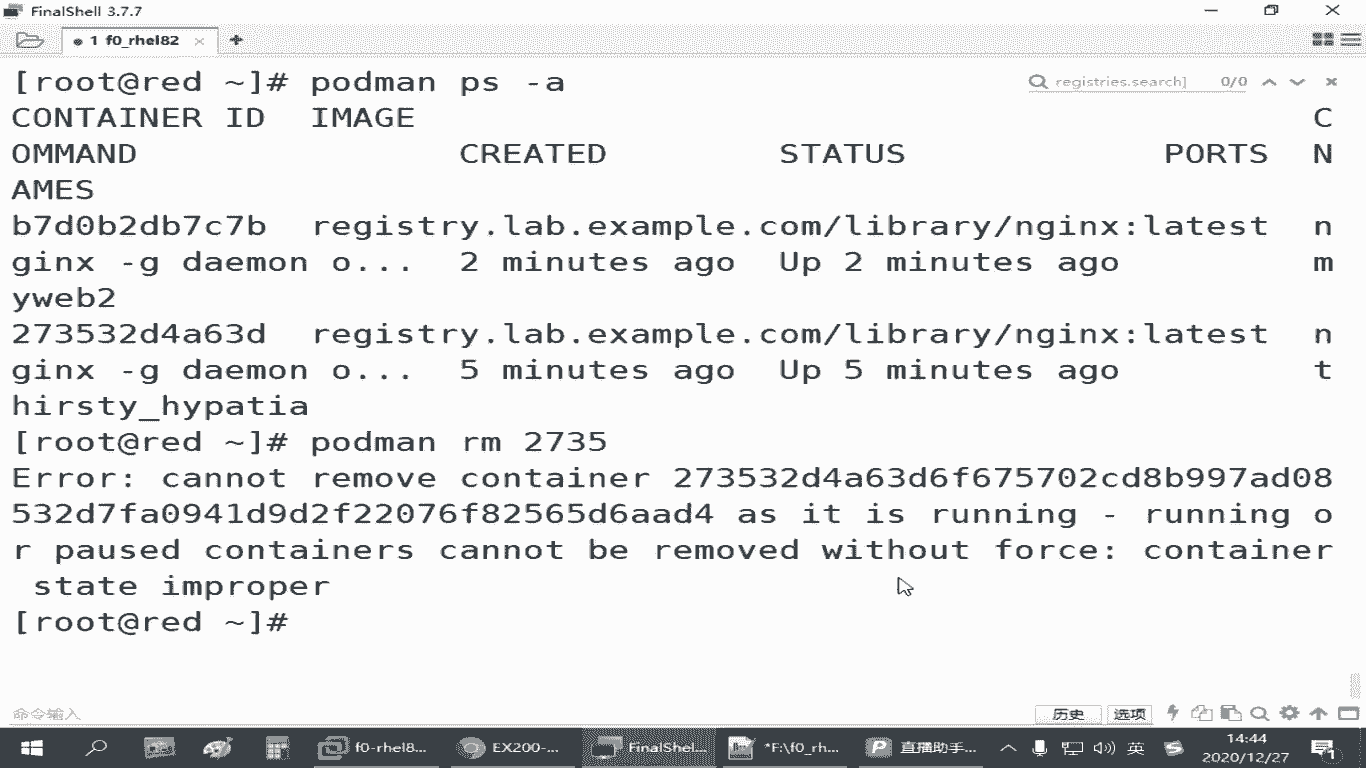 FinalShell 3.7.7
1 f0_rhel82
registries.search]
0/0
[root@red ~]# podman ps -a
CONTAINER ID  IMAGE                                            C
OMMAND               CREATED        STATUS            PORTS  N
AMES
b7d0b2db7c7b  registry.lab.example.com/library/nginx:latest  n
ginx -g daemon o...  2 minutes ago  Up 2 minutes ago         m
yweb2
273532d4a63d  registry.lab.example.com/library/nginx:latest  n
ginx -g daemon o...  5 minutes ago  Up 5 minutes ago         t
hirsty_hypatia
[root@red ~]# podman rm 2735
Error: cannot remove container 273532d4a63d6f675702cd8b997ad08
532d7fa0941d9d2f22076f82565d6aad4 as it is running - running o
r paused containers cannot be removed without force: container
 state improper
[root@red ~]#
命令输入
历史
选项
f0-rhel8...
EX200-...
FinalShel...
*F:\f0_rh...
直播助手...
英
14:44
2020/12/27
1